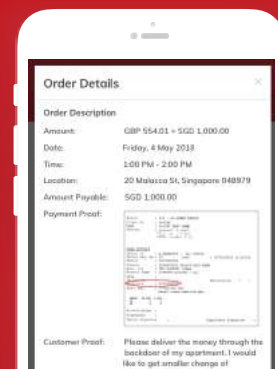 Order Details
Order Description
Amount: GBP 554.01 = SGD 1,000.00
Date: Friday, 4 May 2018
Time: 1:00 PM - 2:00 PM
Location: 20 Malacca St, Singapore 048979
Amount Payable: SGD 1,000.00
Payment Proof:
Customer Proof: Please deliver the money through the
backdoor of my apartment. I would
like to get smaller change of